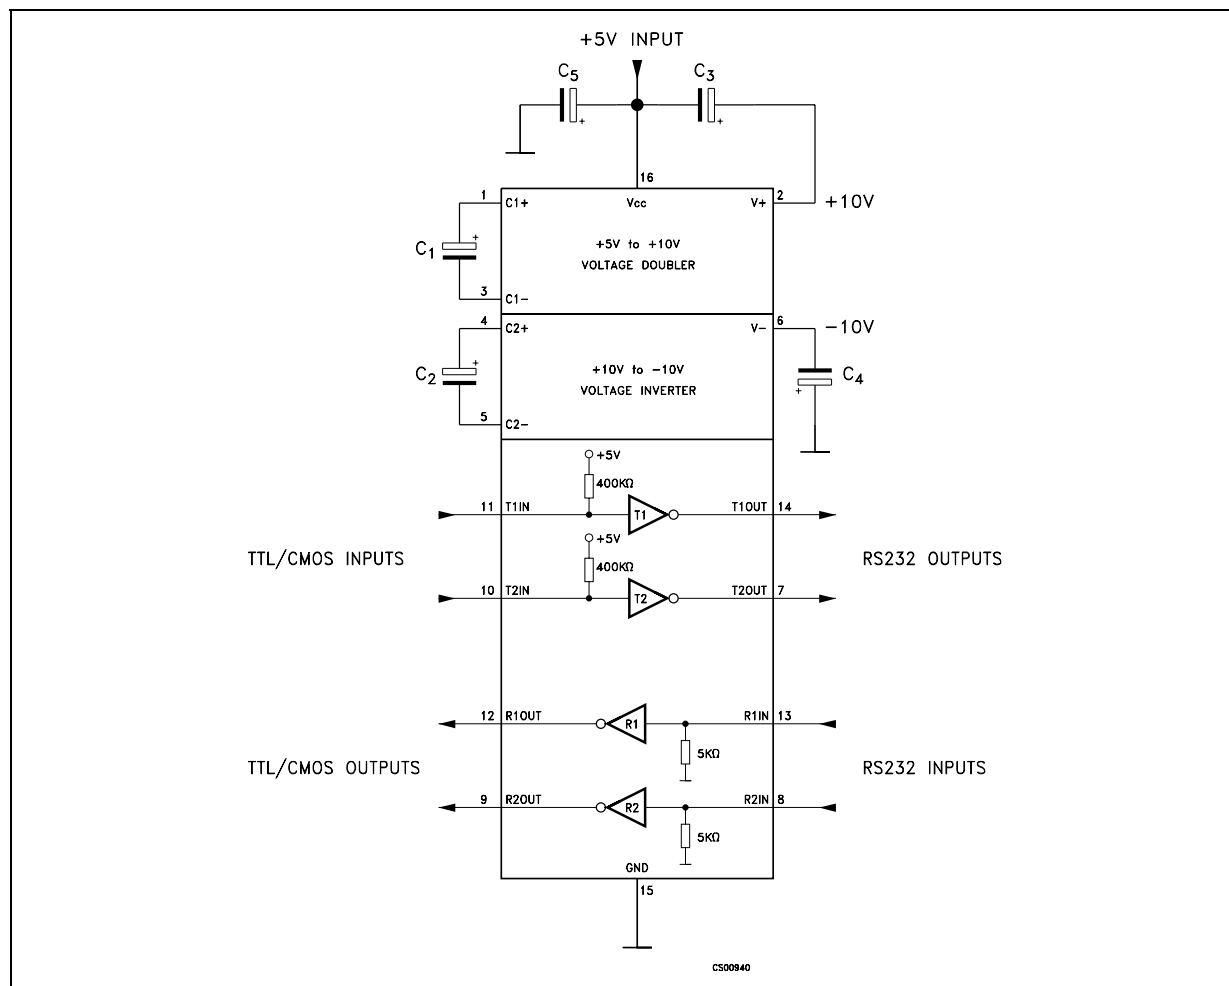 +5V INPUT
C5 C3
+ +
16
1 C1+ Vcc V+ 2 +10V
+
C1
+5V to +10V
VOLTAGE DOUBLER
3 C1-
4 C2+ V- 6 -10V
+
C2
+10V to -10V
VOLTAGE INVERTER
C4
+
5 C2-
+5V
400KΩ
11 T1IN T1 T1OUT 14
+5V
TTL/CMOS INPUTS RS232 OUTPUTS
400KΩ
10 T2IN T2 T2OUT 7
12 R1OUT R1 R1IN 13
5KΩ
TTL/CMOS OUTPUTS RS232 INPUTS
9 R2OUT R2 R2IN 8
5KΩ
GND
15
CS00940